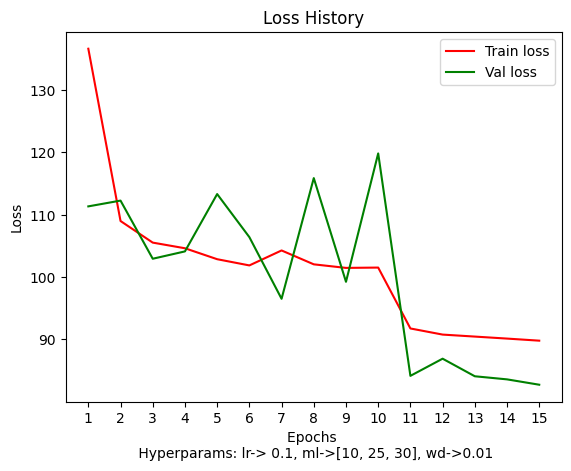 Loss History
Train loss
Val loss
130
120
110
100
90
Loss
1 2 3 4 5 6 7 8 9 10 11 12 13 14 15
Epochs
Hyperparams: lr-> 0.1, ml->[10, 25, 30], wd->0.01